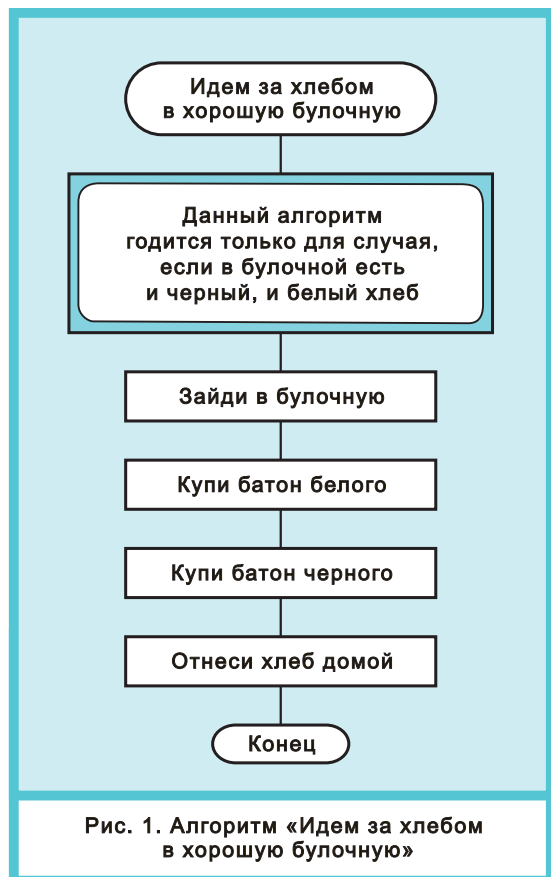 Идем за хлебом
в хорошую булочную
Данный алгоритм
годится только для случая,
если в булочной есть
и черный, и белый хлеб
Зайди в булочную
Купи батон белого
Купи батон черного
Отнеси хлеб домой
Конец
Рис. 1. Алгоритм «Идем за хлебом
в хорошую булочную»